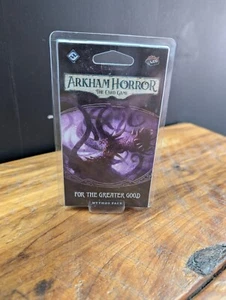 ARKHAM HORROR
THE CARD GAME
FOR THE GREATER GOOD
MYTHOS PACK